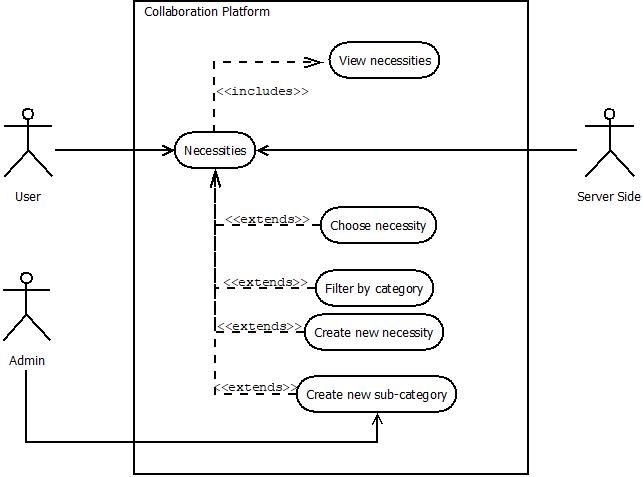 Collaboration Platform
View necessities
<<includes>>
Necessities
User
Server Side
<<extends>>
Choose necessity
<<extends>>
Filter by category
<<extends>>
Create new necessity
Admin
<<extends>>
Create new sub-category